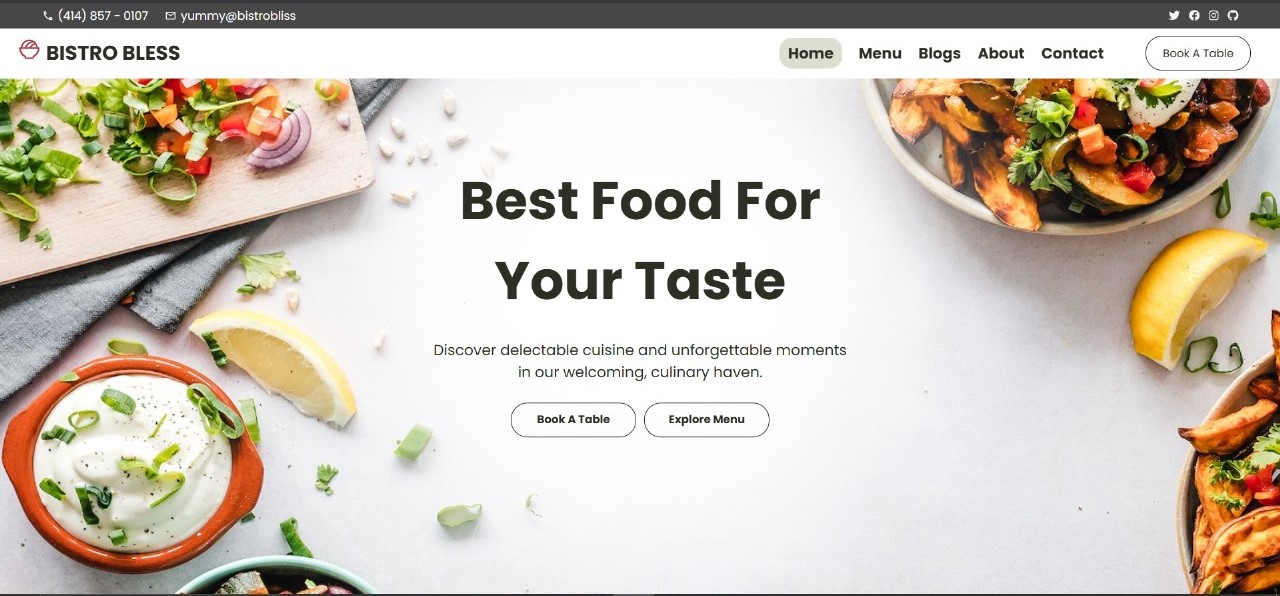 (414) 857 - 0107 yummy@bistrobliss
BISTRO BLESS
Home Menu Blogs About Contact Book A Table
Best Food For
Your Taste
Discover delectable cuisine and unforgettable moments
in our welcoming, culinary haven.
Book A Table Explore Menu